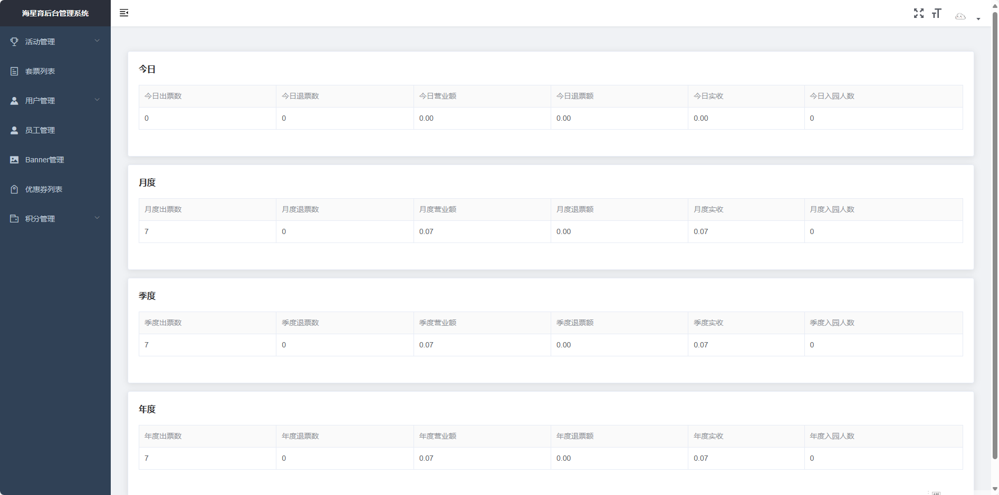 海星育后台管理系统
活动管理
套票列表
用户管理
员工管理
Banner管理
优惠券列表
积分管理
今日
今日出票数 今日退票数 今日营业额 今日退票额 今日实收 今日入园人数
0 0 0.00 0.00 0.00 0
月度
月度出票数 月度退票数 月度营业额 月度退票额 月度实收 月度入园人数
7 0 0.07 0.00 0.07 0
季度
季度出票数 季度退票数 季度营业额 季度退票额 季度实收 季度入园人数
7 0 0.07 0.00 0.07 0
年度
年度出票数 年度退票数 年度营业额 年度退票额 年度实收 年度入园人数
7 0 0.07 0.00 0.07 0